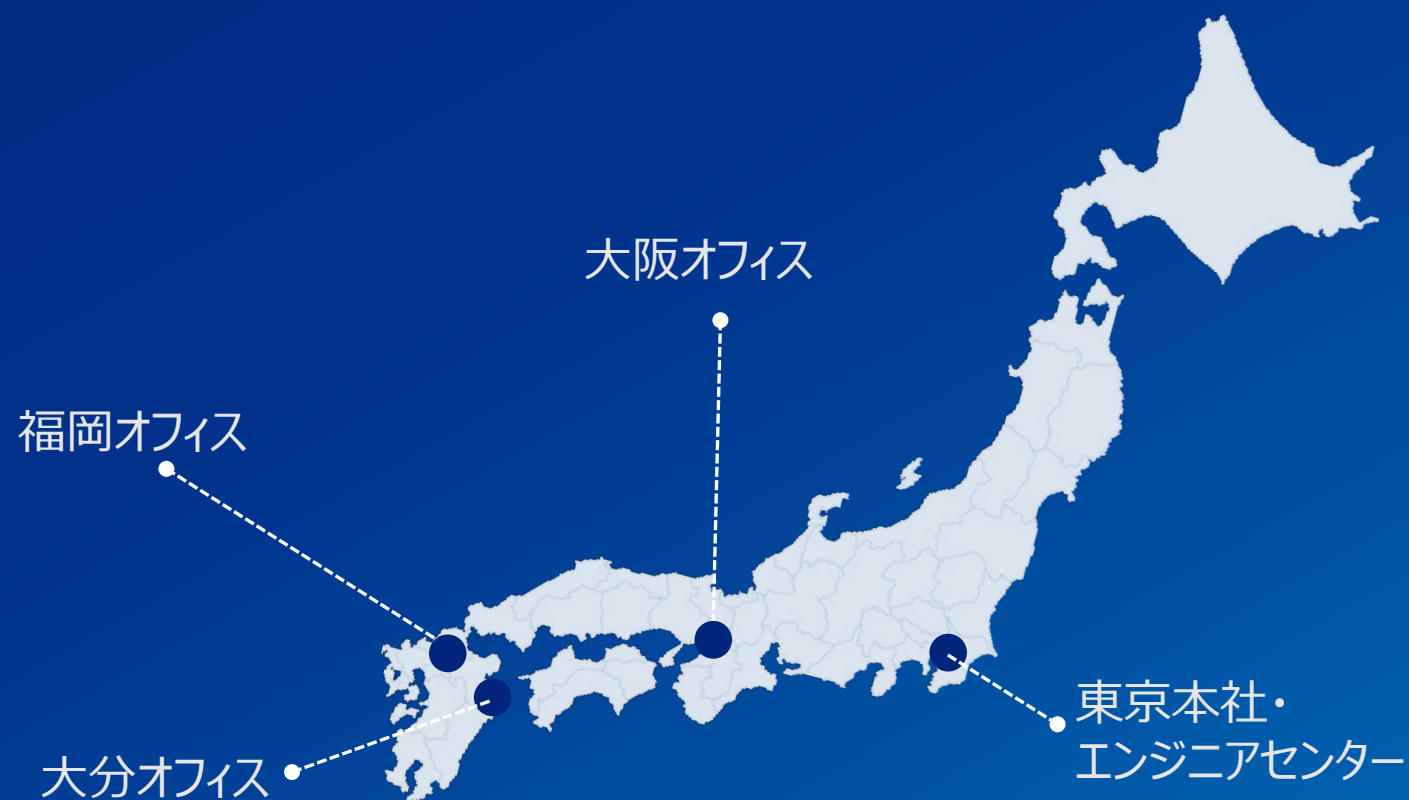 大阪オフィス
福岡オフィス
東京本社・
エンジニアセンター
大分オフィス